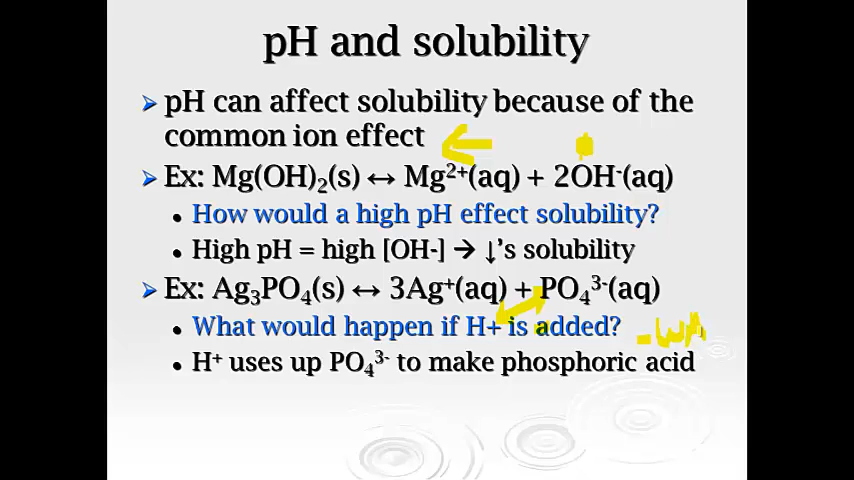 pH and solubility
pH can affect solubility because of the
common ion effect
Ex: Mg(OH)₂(s) ↔ Mg²⁺(aq) + 2OH⁻(aq)
How would a high pH effect solubility?
High pH = high [OH-] → ↓'s solubility
Ex: Ag₃PO₄(s) ↔ 3Ag⁺(aq) + PO₄³⁻(aq)
What would happen if H+ is added? - WA
H⁺ uses up PO₄³⁻ to make phosphoric acid